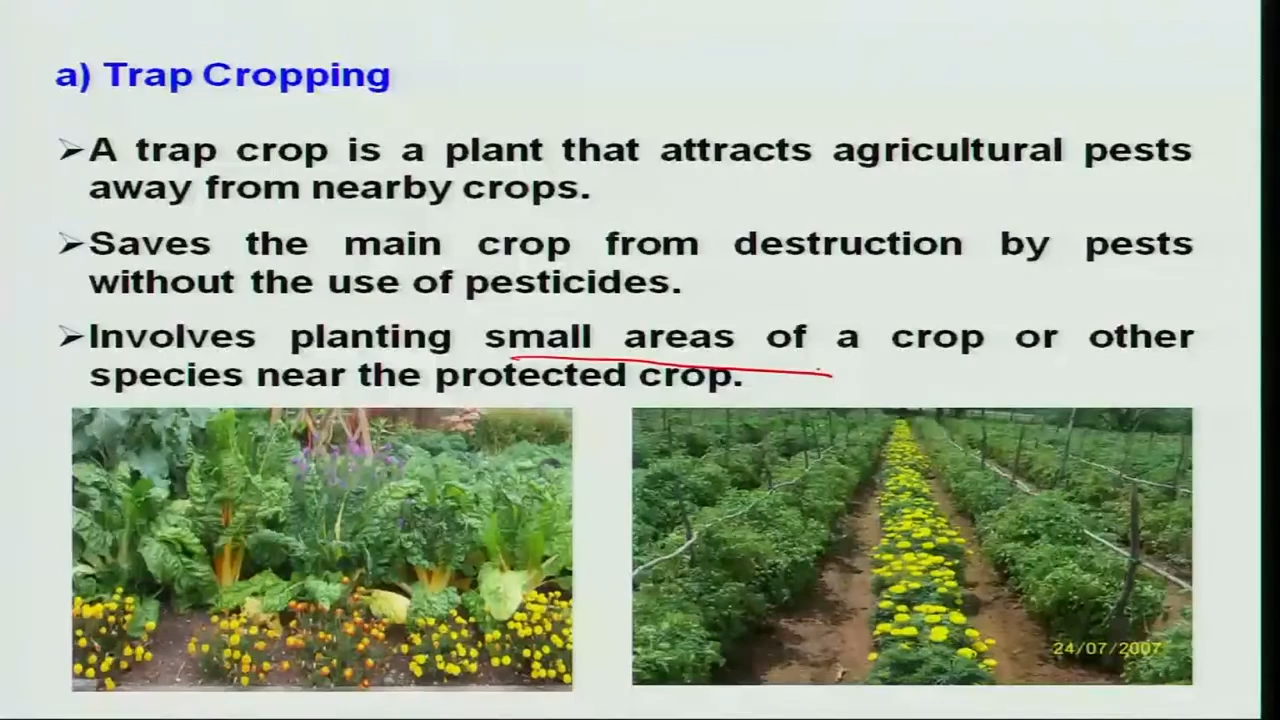 a) Trap Cropping
➢A trap crop is a plant that attracts agricultural pests
away from nearby crops.
➢Saves the main crop from destruction by pests
without the use of pesticides.
➢Involves planting small areas of a crop or other
species near the protected crop.
24/07/2007